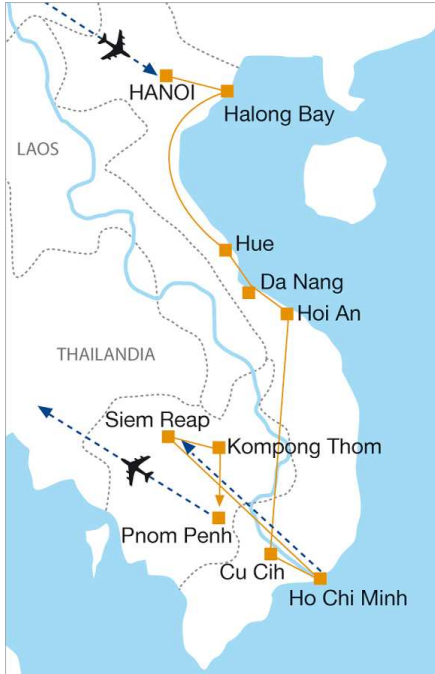 HANOI
Halong Bay
LAOS
Hue
Da Nang
Hoi An
THAILANDIA
Siem Reap
Kompong Thom
Pnom Penh
Cu Cih
Ho Chi Minh